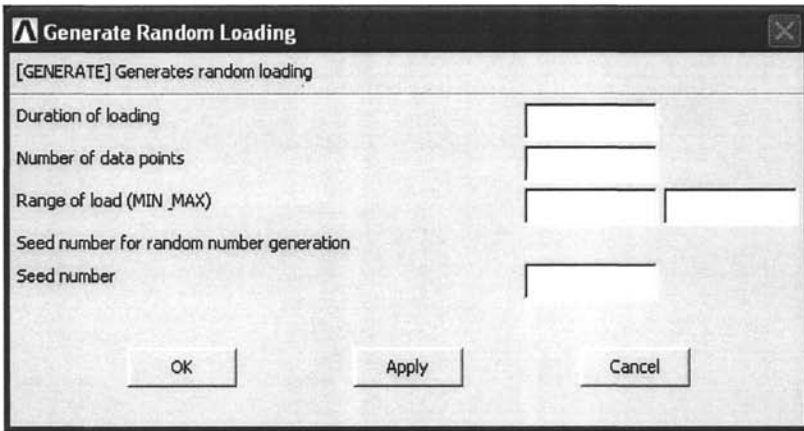 Generate Random Loading
[GENERATE] Generates random loading
Duration of loading
Number of data points
Range of load (MIN_MAX)
Seed number for random number generation
Seed number
OK Apply Cancel